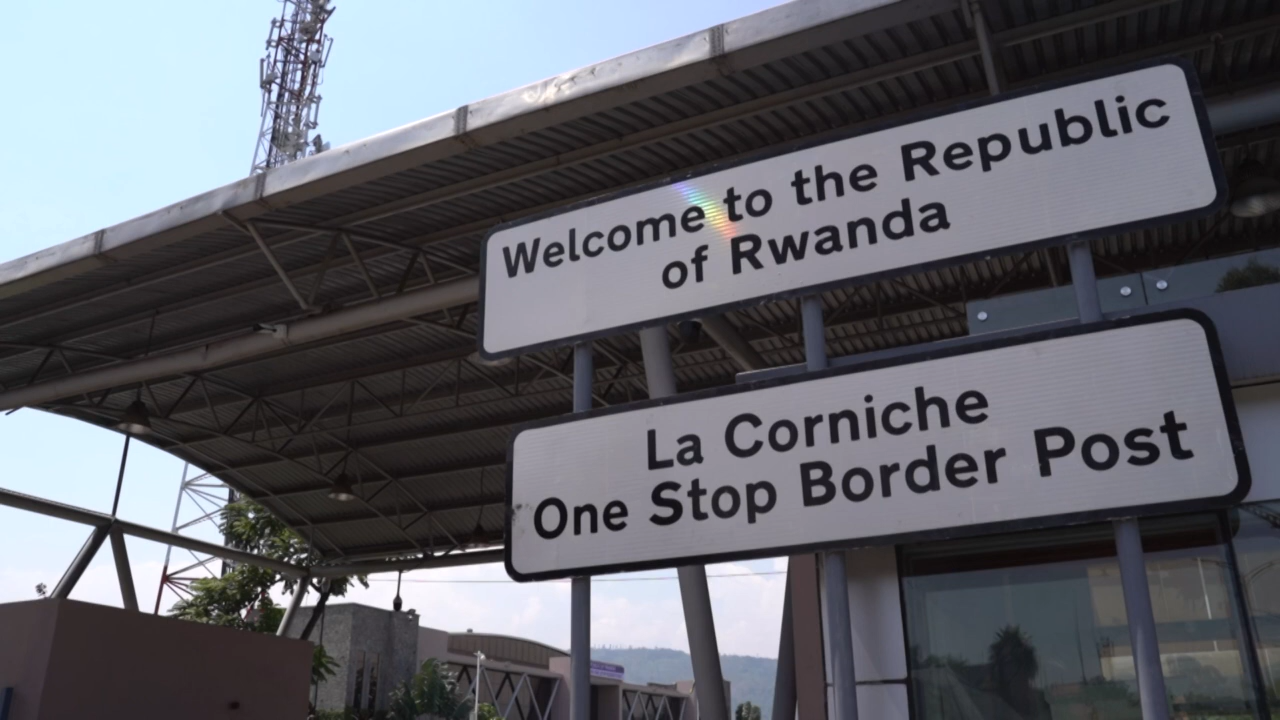 Welcome to the Republic
of Rwanda
La Corniche
One Stop Border Post